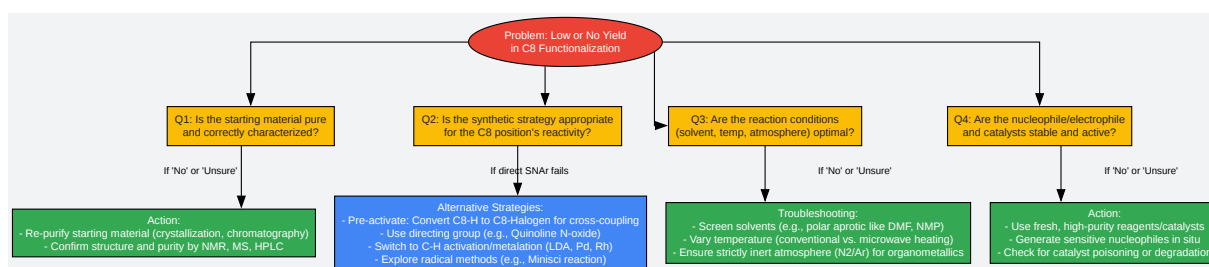 Problem: Low or No Yield
in C8 Functionalization
Q1: Is the starting material pure
and correctly characterized?
Q2: Is the synthetic strategy appropriate
for the C8 position's reactivity?
Q3: Are the reaction conditions
(solvent, temp, atmosphere) optimal?
Q4: Are the nucleophile/electrophile
and catalysts stable and active?
If 'No' or 'Unsure'
If direct SNAr fails
If 'No' or 'Unsure'
If 'No' or 'Unsure'
Action:
- Re-purify starting material (crystallization, chromatography)
- Confirm structure and purity by NMR, MS, HPLC
Alternative Strategies:
- Pre-activate: Convert C8-H to C8-Halogen for cross-coupling
- Use directing group (e.g., Quinoline N-oxide)
- Switch to C-H activation/metalation (LDA, Pd, Rh)
- Explore radical methods (e.g., Minisci reaction)
Troubleshooting:
- Screen solvents (e.g., polar aprotic like DMF, NMP)
- Vary temperature (conventional vs. microwave heating)
- Ensure strictly inert atmosphere (N2/Ar) for organometallics
Action:
- Use fresh, high-purity reagents/catalysts
- Generate sensitive nucleophiles in situ
- Check for catalyst poisoning or degradation